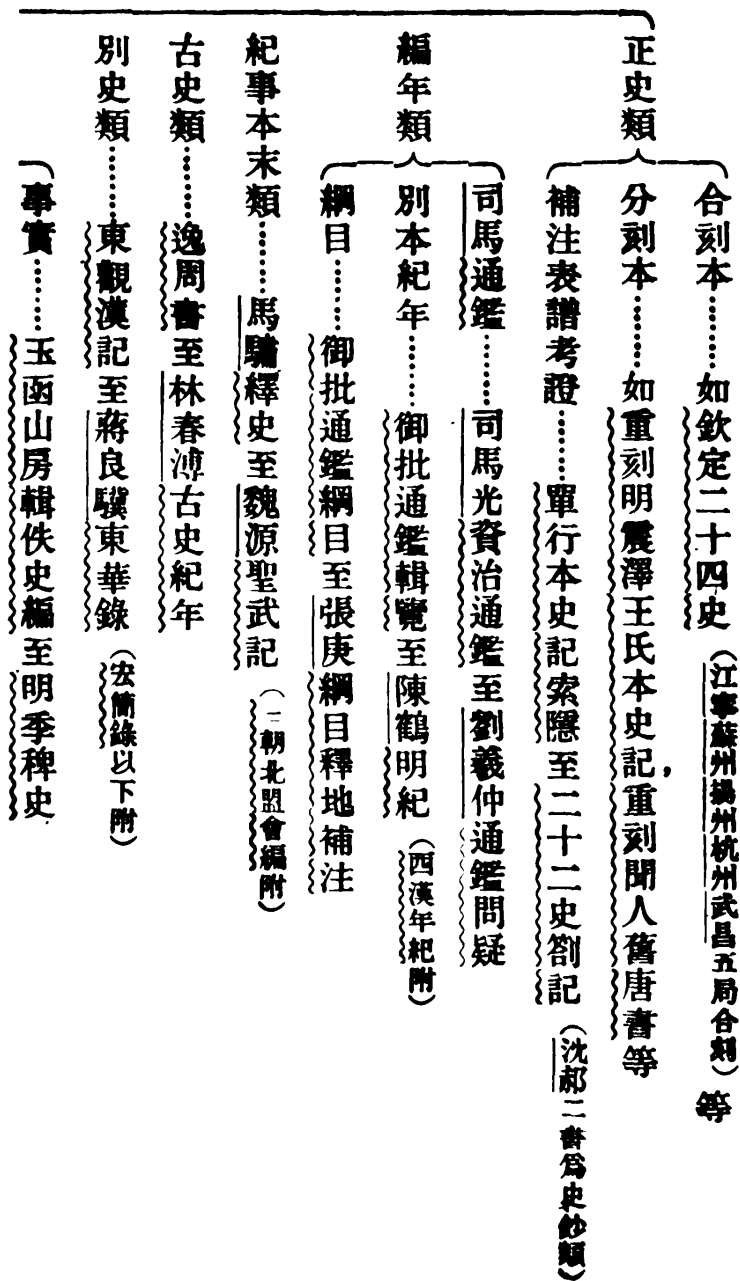 正史類
合刻本………如欽定二十四史(江寧蘇州揚州杭州武昌五局合刻)等
分刻本………如重刻明震澤王氏本史記,重刻聞人舊唐書等
補注表譜考證………單行本史記索隱至二十二史劄記(沈郝二書爲史鈔類)
編年類
司馬通鑑………司馬光資治通鑑至劉羲仲通鑑問疑
別本紀年………御批通鑑輯覽至陳鶴明紀(西漢年紀附)
綱目………御批通鑑綱目至張庚綱目釋地補注
紀事本末類………馬驌繹史至魏源聖武記(三朝北盟會編附)
古史類………逸周書至林春溥古史紀年
別史類………東觀漢記至蔣良驥東華錄(宏簡錄以下附)
事實………玉函山房輯佚史編至明季稗史